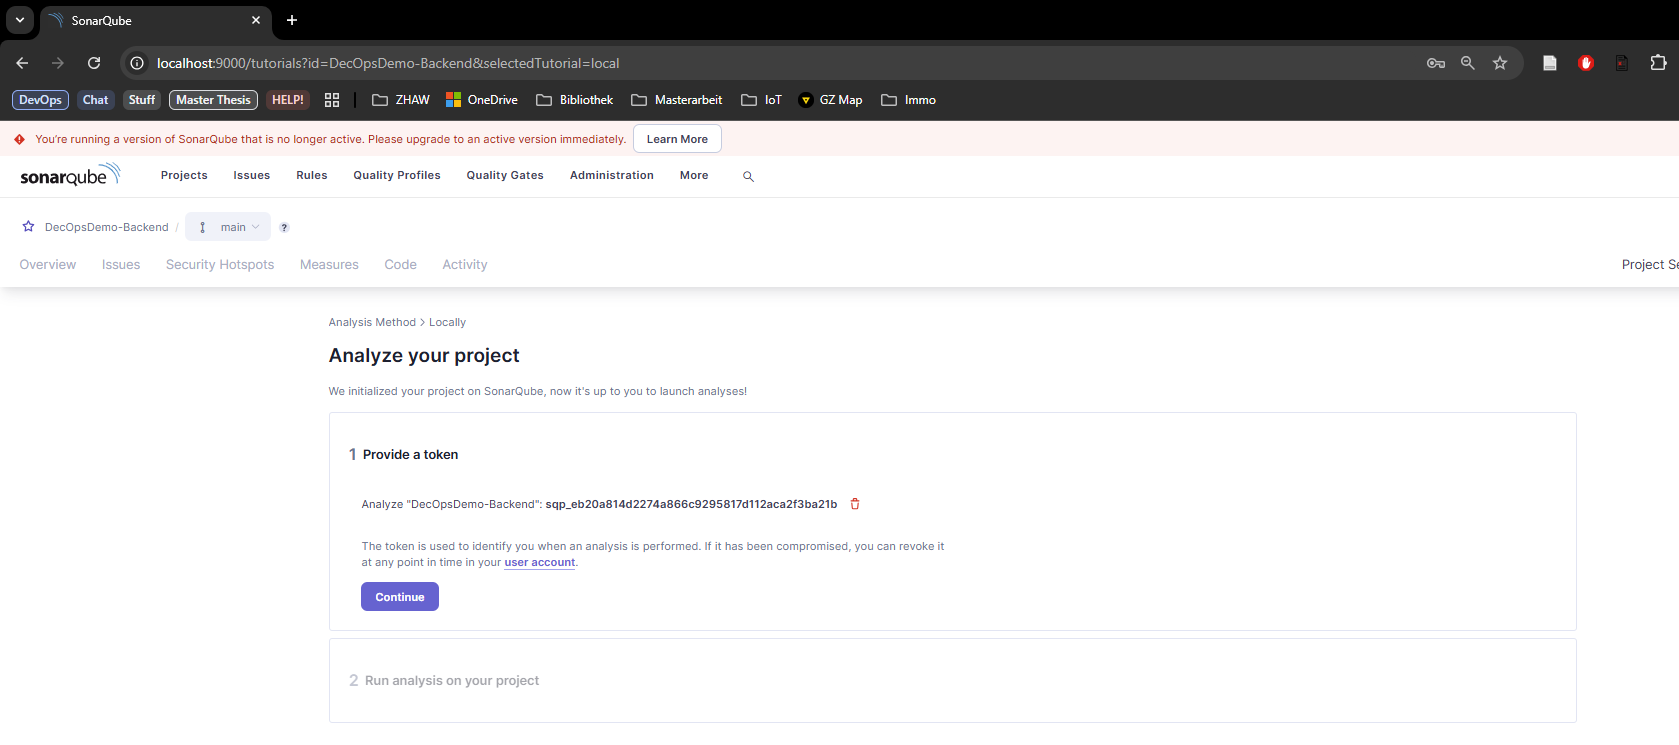 SonarQube
localhost:9000/tutorials?id=DecOpsDemo-Backend&selectedTutorial=local
DevOps Chat Stuff Master Thesis HELP! ZHAW OneDrive Bibliothek Masterarbeit IoT GZ Map Immo
You're running a version of SonarQube that is no longer active. Please upgrade to an active version immediately. Learn More
sonarqube Projects Issues Rules Quality Profiles Quality Gates Administration More
DecOpsDemo-Backend / main ?
Overview Issues Security Hotspots Measures Code Activity Project Se
Analysis Method > Locally
Analyze your project
We initialized your project on SonarQube, now it's up to you to launch analyses!
1 Provide a token
Analyze "DecOpsDemo-Backend": sqp_eb20a814d2274a866c9295817d112aca2f3ba21b
The token is used to identify you when an analysis is performed. If it has been compromised, you can revoke it
at any point in time in your user account.
Continue
2 Run analysis on your project